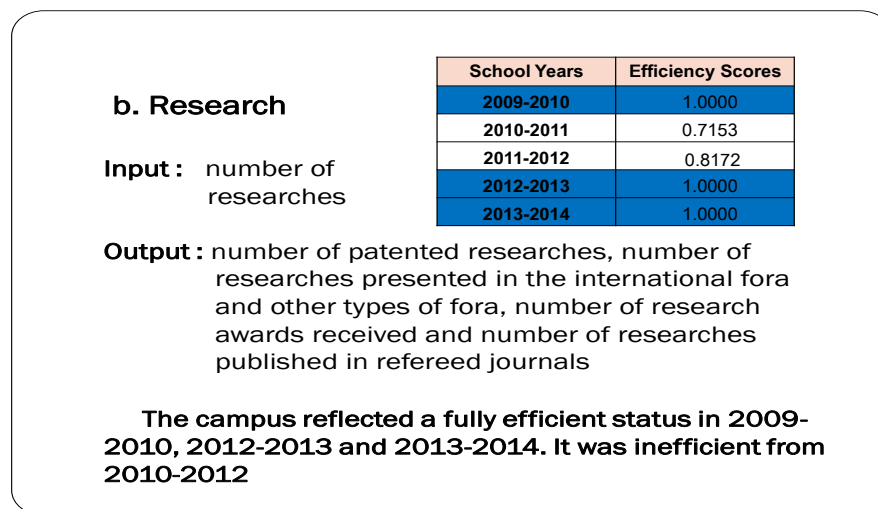 b. Research
School Years Efficiency Scores
2009-2010 1.0000
2010-2011 0.7153
2011-2012 0.8172
2012-2013 1.0000
2013-2014 1.0000
Input : number of
researches
Output : number of patented researches, number of
researches presented in the international fora
and other types of fora, number of research
awards received and number of researches
published in refereed journals
The campus reflected a fully efficient status in 2009-
2010, 2012-2013 and 2013-2014. It was inefficient from
2010-2012